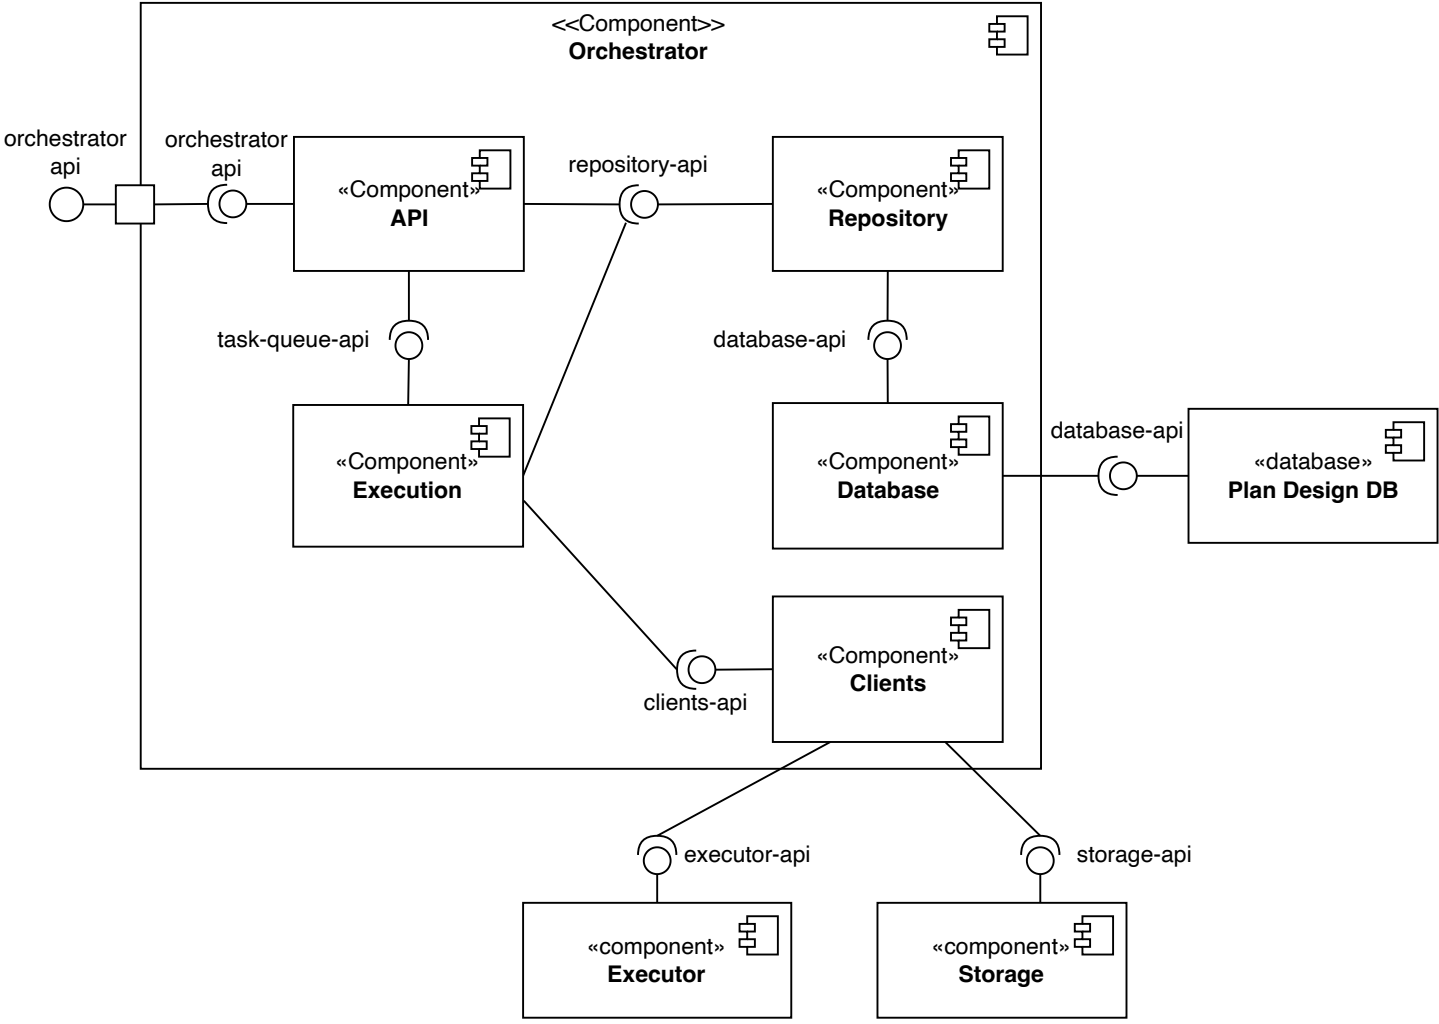 <<Component>>
Orchestrator
orchestrator
api
orchestrator
api
«Component»
API
repository-api
«Component»
Repository
task-queue-api
database-api
«Component»
Execution
«Component»
Database
database-api
«database»
Plan Design DB
«Component»
Clients
clients-api
executor-api
storage-api
«component»
Executor
«component»
Storage